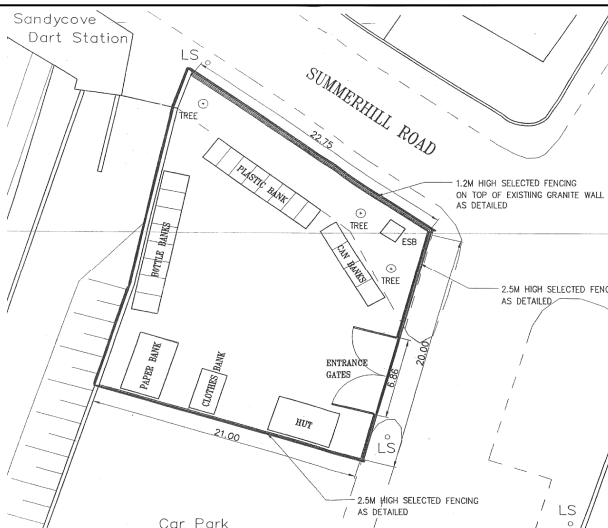 Sandycove
Dart Station
LS
SUMMERHILL ROAD
TREE
22.75
PLASTIC BANK
1.2M HIGH SELECTED FENCING
ON TOP OF EXISTIING GRANITE WALL
AS DETAILED
TREE
ESB
BOTTLE BANKS
CAN BANKS
TREE
2.5M HIGH SELECTED FENC
AS DETAILED
20.00
ENTRANCE
GATES
6.86
PAPER BANK
CLOTHES BANK
HUT
21.00
LS
2.5M HIGH SELECTED FENCING
AS DETAILED
LS
Car Park